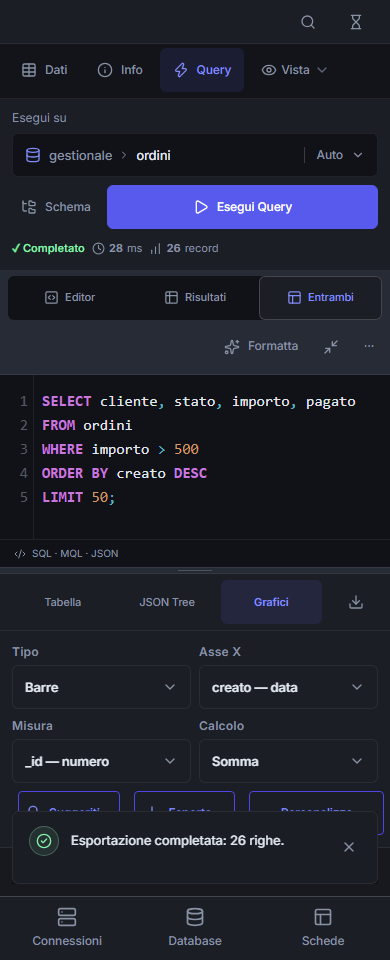 Dati Info Query Vista
Esegui su
gestionale > ordini Auto
Schema Esegui Query
✓ Completato 28 ms 26 record
Editor Risultati Entrambi
Formatta ...
1 SELECT cliente, stato, importo, pagato
2 FROM ordini
3 WHERE importo > 500
4 ORDER BY creato DESC
5 LIMIT 50;
SQL · MQL · JSON
Tabella JSON Tree Grafici
Tipo Asse X
Barre creato — data
Misura Calcolo
_id — numero Somma
Esportazione completata: 26 righe.
Connessioni Database Schede